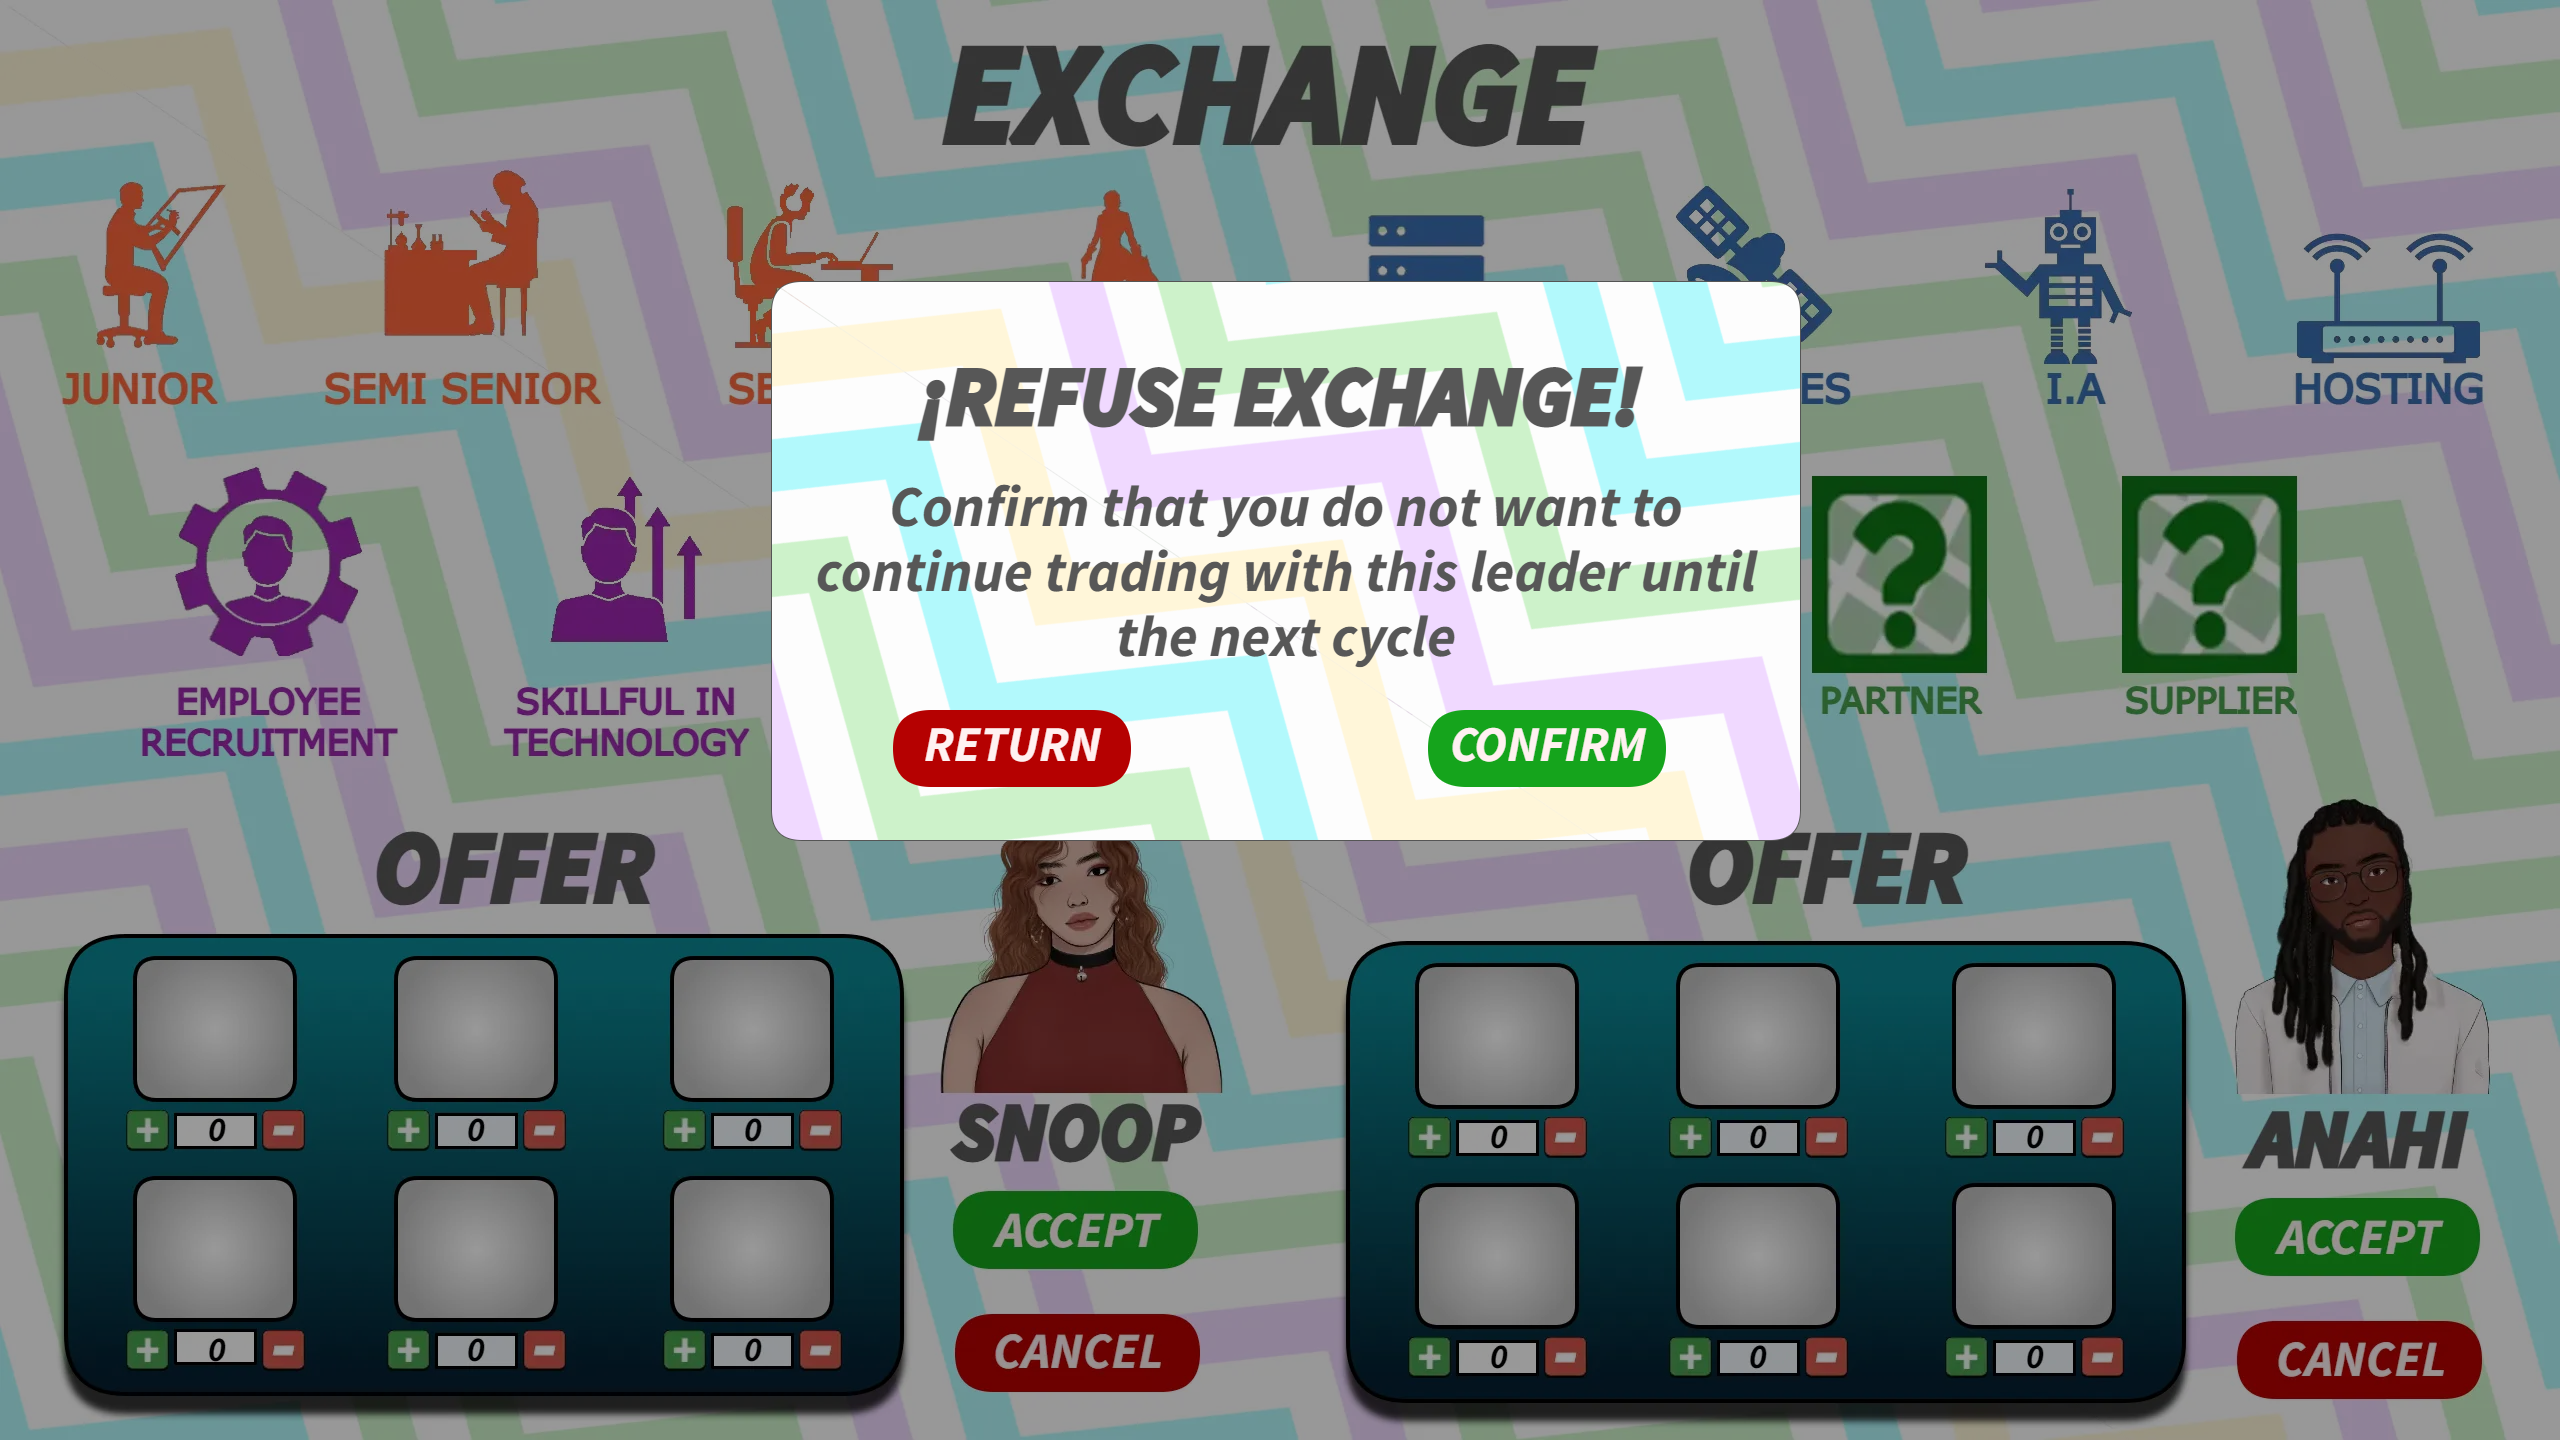 EXCHANGE
JUNIOR
SEMI SENIOR
I.A
HOSTING
¡REFUSE EXCHANGE!
Confirm that you do not want to
continue trading with this leader until
the next cycle
RETURN
CONFIRM
EMPLOYEE
RECRUITMENT
SKILLFUL IN
TECHNOLOGY
PARTNER
SUPPLIER
OFFER
OFFER
0
0
0
0
0
0
SNOOP
ACCEPT
CANCEL
0
0
0
0
0
0
ANAHI
ACCEPT
CANCEL